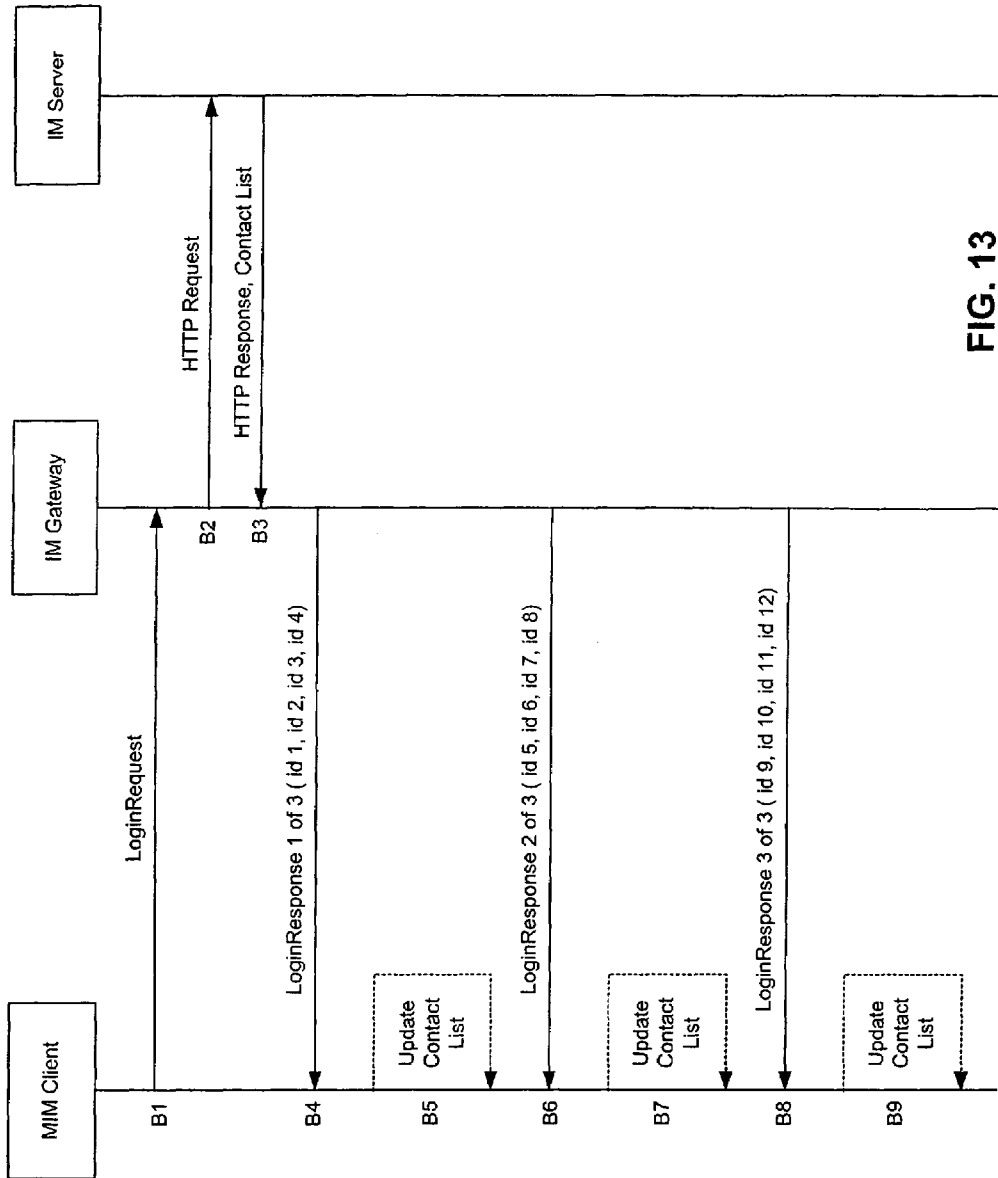 MIM Client
IM Gateway
IM Server
B1
LoginRequest
B2
HTTP Request
B3
HTTP Response, Contact List
B4
LoginResponse 1 of 3 ( id 1, id 2, id 3, id 4)
B5
Update
Contact
List
B6
LoginResponse 2 of 3 ( id 5, id 6, id 7, id 8)
B7
Update
Contact
List
B8
LoginResponse 3 of 3 ( id 9, id 10, id 11, id 12)
B9
Update
Contact
List
FIG. 13